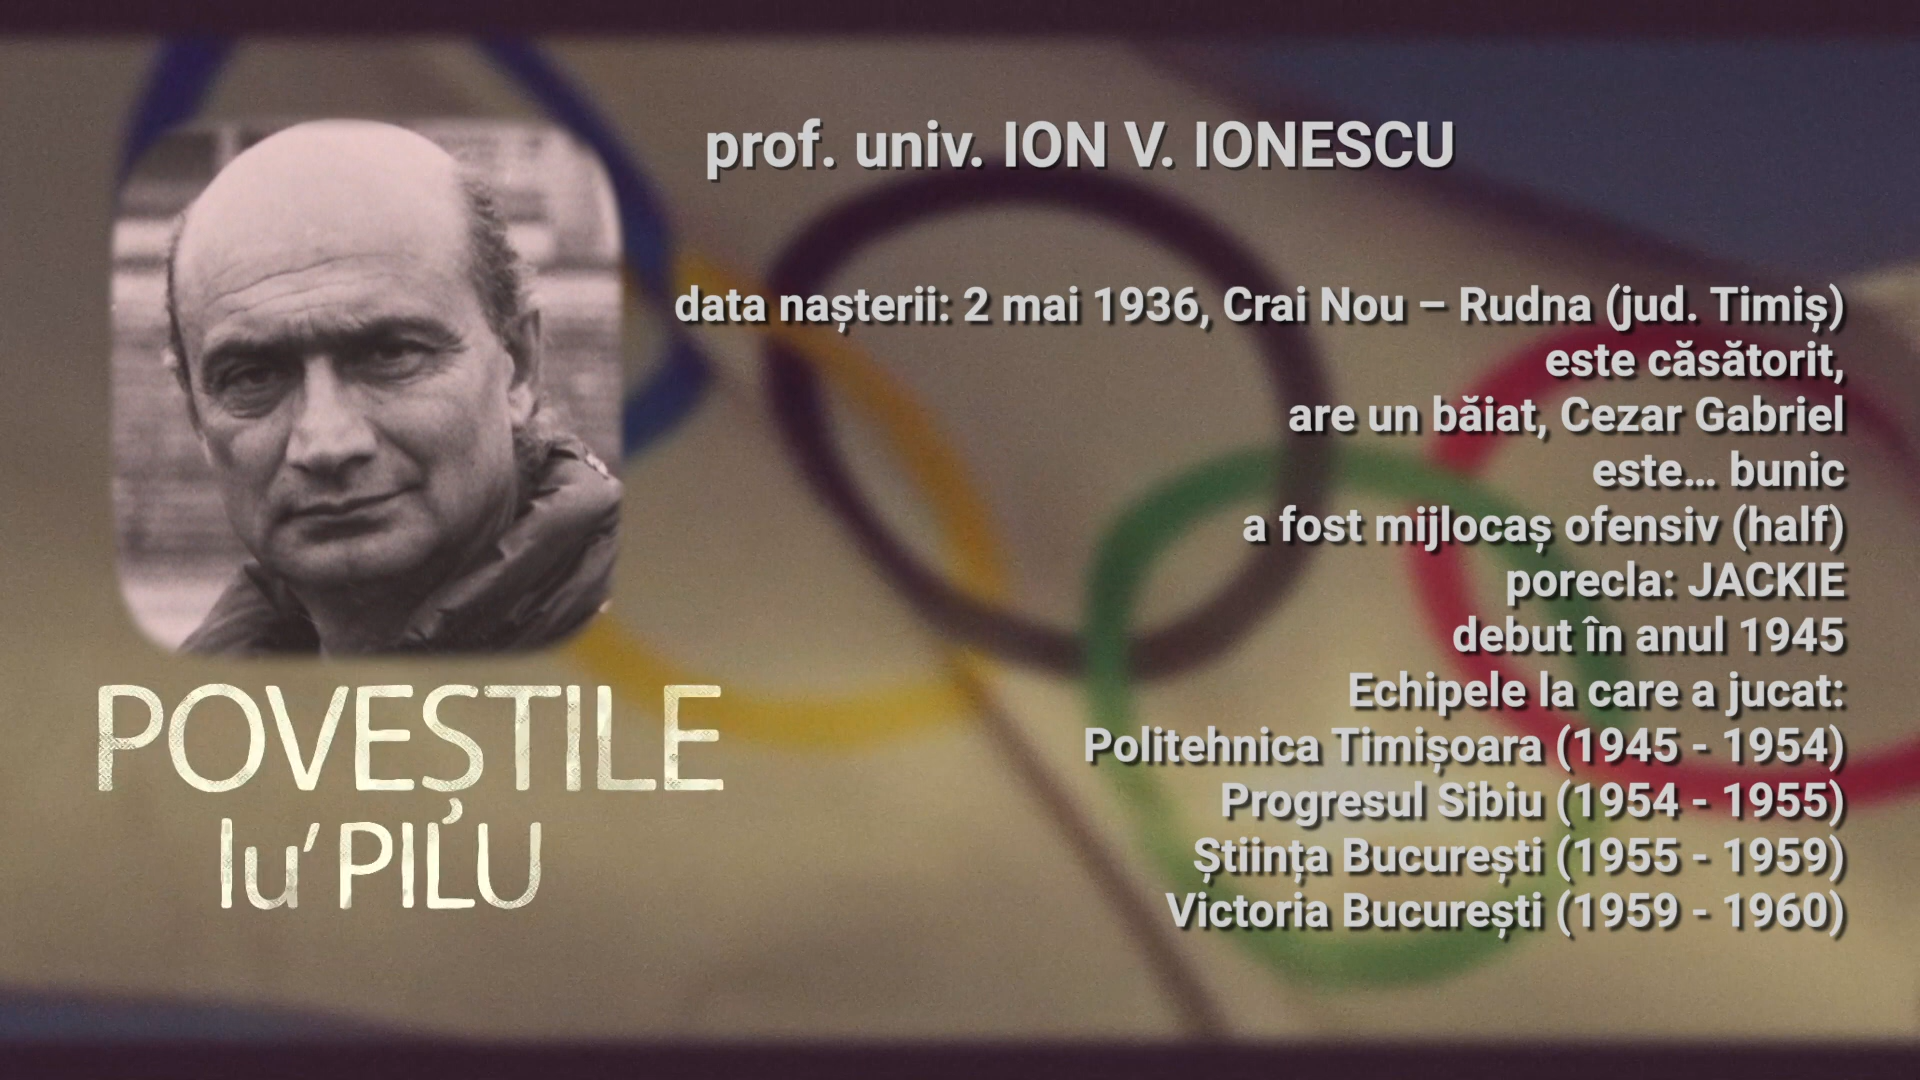 prof. univ. ION V. IONESCU
data nașterii: 2 mai 1936, Crai Nou – Rudna (jud. Timiș)
este căsătorit,
are un băiat, Cezar Gabriel
este... bunic
a fost mijlocaș ofensiv (half)
porecla: JACKIE
debut în anul 1945
Echipele la care a jucat:
Politehnica Timișoara (1945 - 1954)
Progresul Sibiu (1954 - 1955)
Știința București (1955 - 1959)
Victoria București (1959 - 1960)
POVEȘTILE
lu' PILU